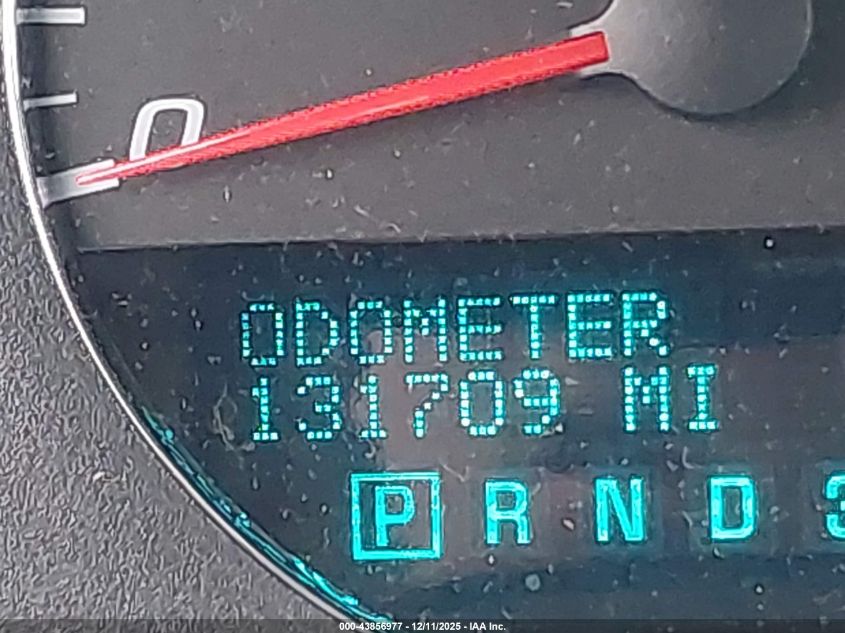 0
ODOMETER
131709 MI
P R N D 3
000-43856977 - 12/11/2025 - IAA Inc.